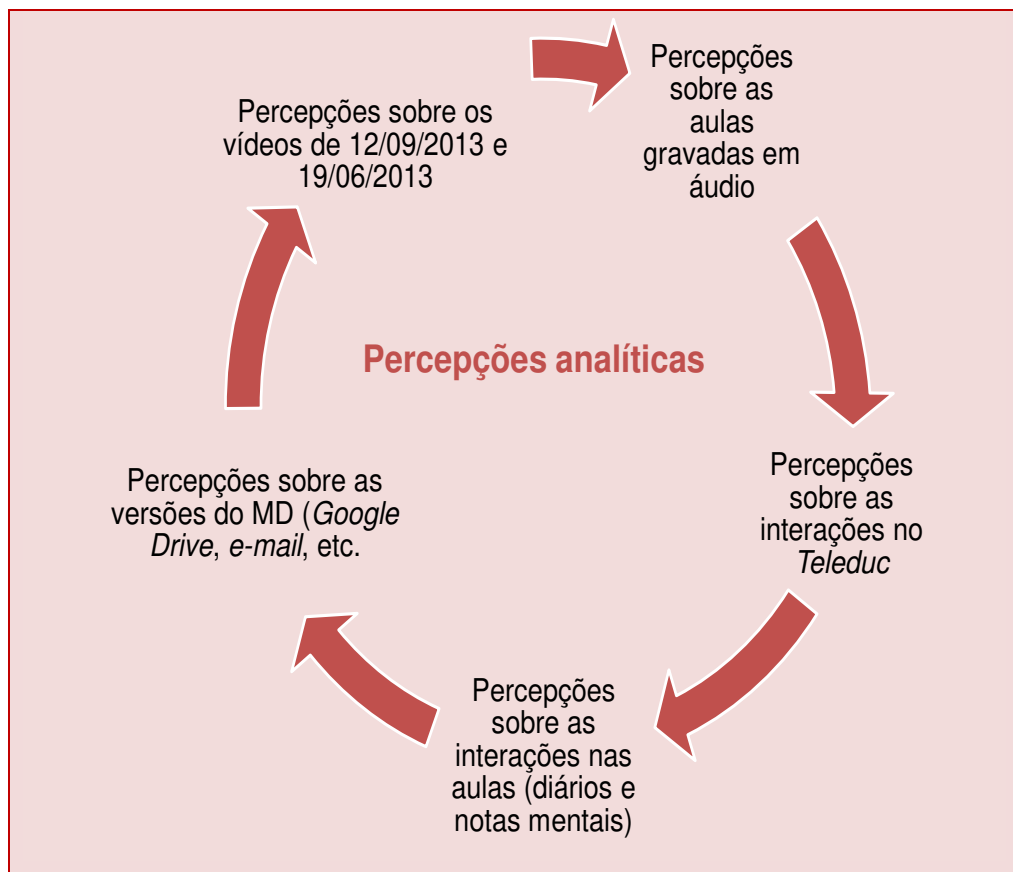 Percepções sobre os
vídeos de 12/09/2013 e
19/06/2013
Percepções
sobre as
aulas
gravadas em
áudio
Percepções analíticas
Percepções
sobre as
interações no
Teleduc
Percepções
sobre as
interações nas
aulas (diários e
notas mentais)
Percepções sobre as
versões do MD (Google
Drive, e-mail, etc.